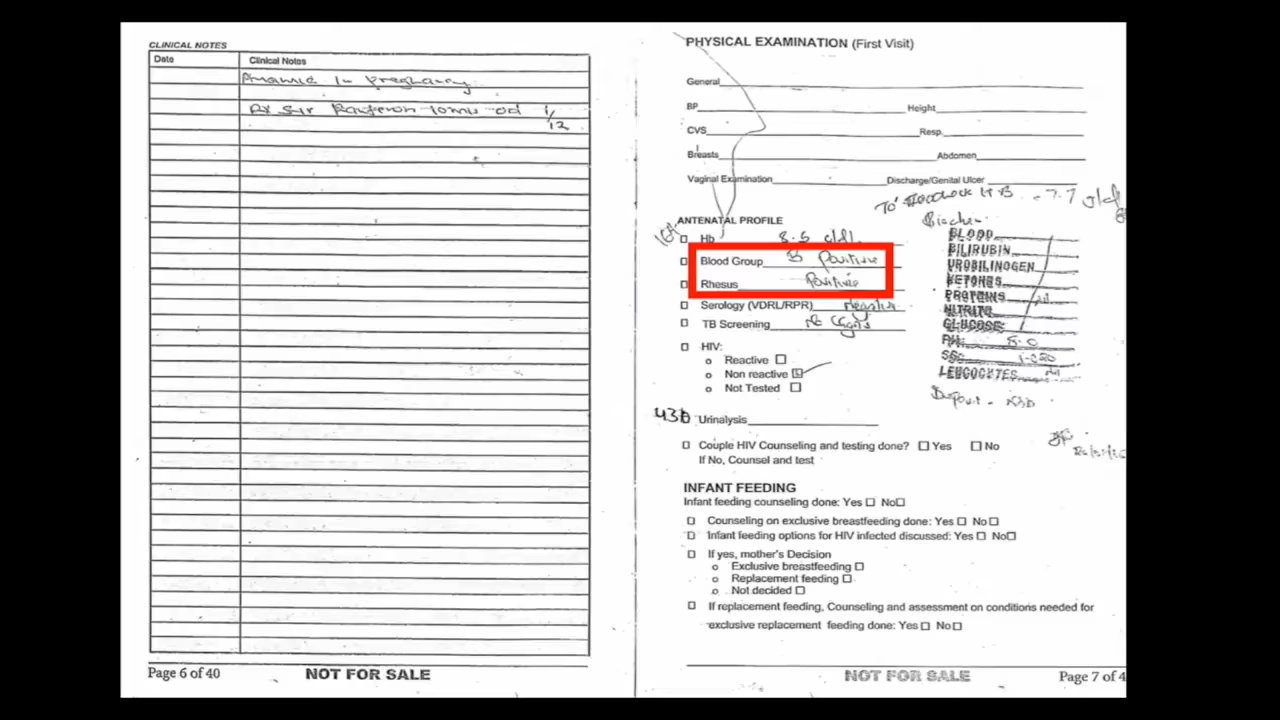 CLINICAL NOTES
Date Clinical Notes
in pregnancy
Page 6 of 40 NOT FOR SALE
PHYSICAL EXAMINATION (First Visit)
General
BP Height
CVS Resp.
Breasts Abdomen
Vaginal Examination Discharge/Genital Ulcer
HB 7.7 g/dl
ANTENATAL PROFILE
Hb 8.5 g/dl
Blood Group B Positive
Rhesus Positive
Serology (VDRL/RPR) Negative
TB Screening No signs
HIV:
Reactive
Non reactive
Not Tested
43b Urinalysis
Couple HIV Counseling and testing done? Yes No
If No, Counsel and test
BLOOD
BILIRUBIN
UROBILINOGEN
KETONES
PROTEINS
NITRITE
GLUCOSE
PH
SG
LEUCOCYTES
INFANT FEEDING
Infant feeding counseling done: Yes No
Counseling on exclusive breastfeeding done: Yes No
Infant feeding options for HIV infected discussed: Yes No
If yes, mother's Decision
Exclusive breastfeeding
Replacement feeding
Not decided
If replacement feeding, Counseling and assessment on conditions needed for
exclusive replacement feeding done: Yes No
NOT FOR SALE Page 7 of 4